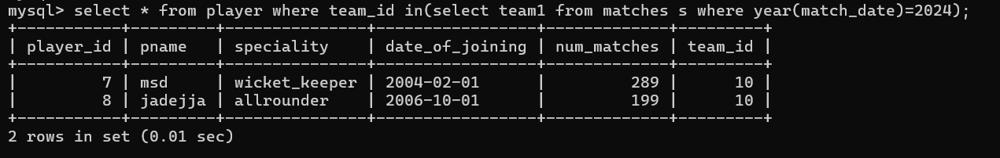 mysql> select * from player where team_id in(select team1 from matches s where year(match_date)=2024);
+-----------+---------+---------------+-----------------+-------------+---------+
| player_id | pname   | speciality    | date_of_joining | num_matches | team_id |
+-----------+---------+---------------+-----------------+-------------+---------+
|         7 | msd     | wicket_keeper | 2004-02-01      |         289 |      10 |
|         8 | jadejja | allrounder    | 2006-10-01      |         199 |      10 |
+-----------+---------+---------------+-----------------+-------------+---------+
2 rows in set (0.01 sec)